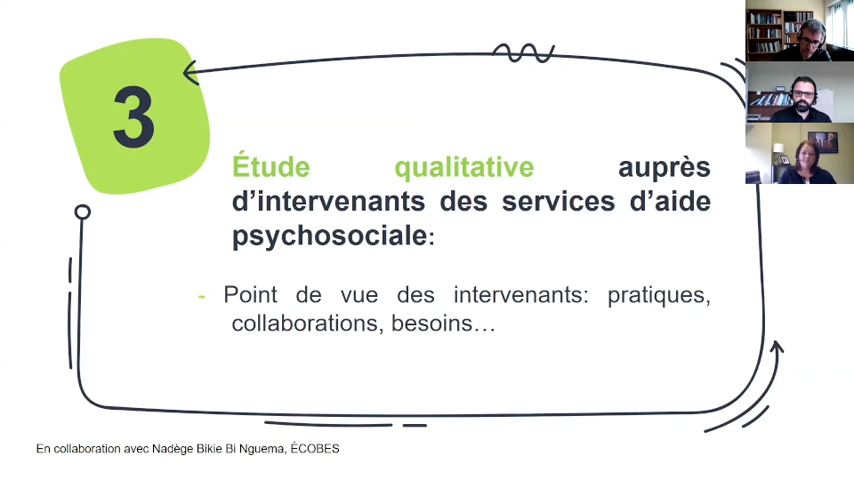 3
Étude qualitative auprès
d’intervenants des services d’aide
psychosociale:
- Point de vue des intervenants: pratiques,
collaborations, besoins…
En collaboration avec Nadège Bikie Bi Nguema, ÉCOBES